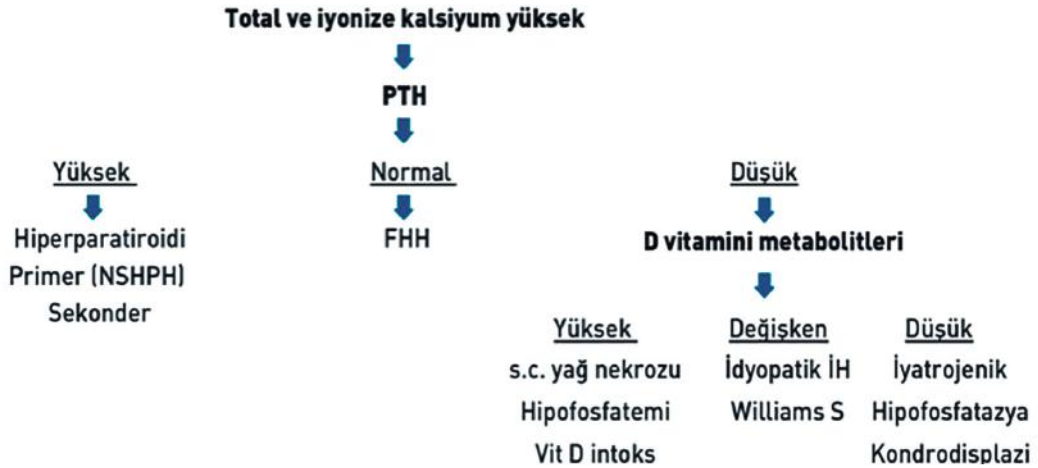 Total ve iyonize kalsiyum yüksek
PTH
Yüksek
Normal
Düşük
Hiperparatiroidi
Primer (NSHPH)
Sekonder
FHH
D vitamini metabolitleri
Yüksek
s.c. yağ nekrozu
Hipofosfatemi
Vit D intoks
Değişken
İdyopatik İH
Williams S
Düşük
İyatrojenik
Hipofosfatazya
Kondrodisplazi